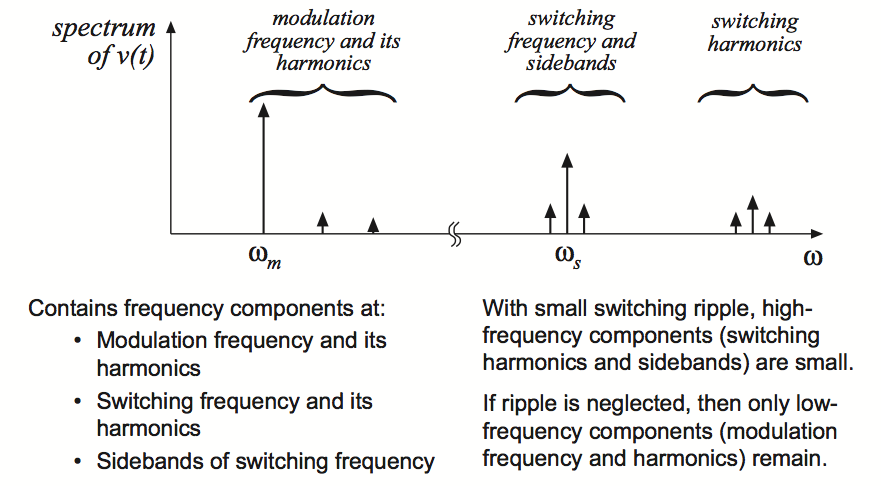 spectrum
of v(t)
modulation
frequency and its
harmonics
switching
frequency and
sidebands
switching
harmonics
ωm
ωs
ω
Contains frequency components at:
• Modulation frequency and its
harmonics
• Switching frequency and its
harmonics
• Sidebands of switching frequency
With small switching ripple, high-
frequency components (switching
harmonics and sidebands) are small.
If ripple is neglected, then only low-
frequency components (modulation
frequency and harmonics) remain.